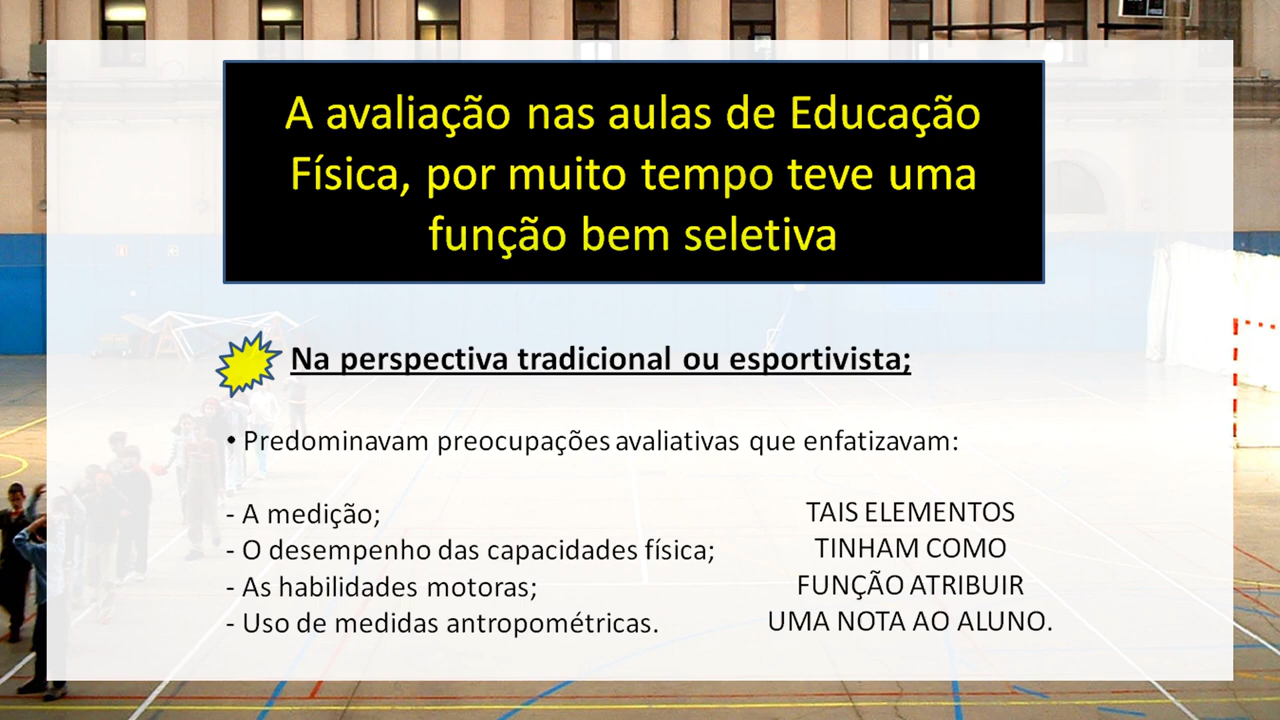 A avaliação nas aulas de Educação
Física, por muito tempo teve uma
função bem seletiva
Na perspectiva tradicional ou esportivista;
• Predominavam preocupações avaliativas que enfatizavam:
- A medição;
- O desempenho das capacidades física;
- As habilidades motoras;
- Uso de medidas antropométricas.
TAIS ELEMENTOS
TINHAM COMO
FUNÇÃO ATRIBUIR
UMA NOTA AO ALUNO.